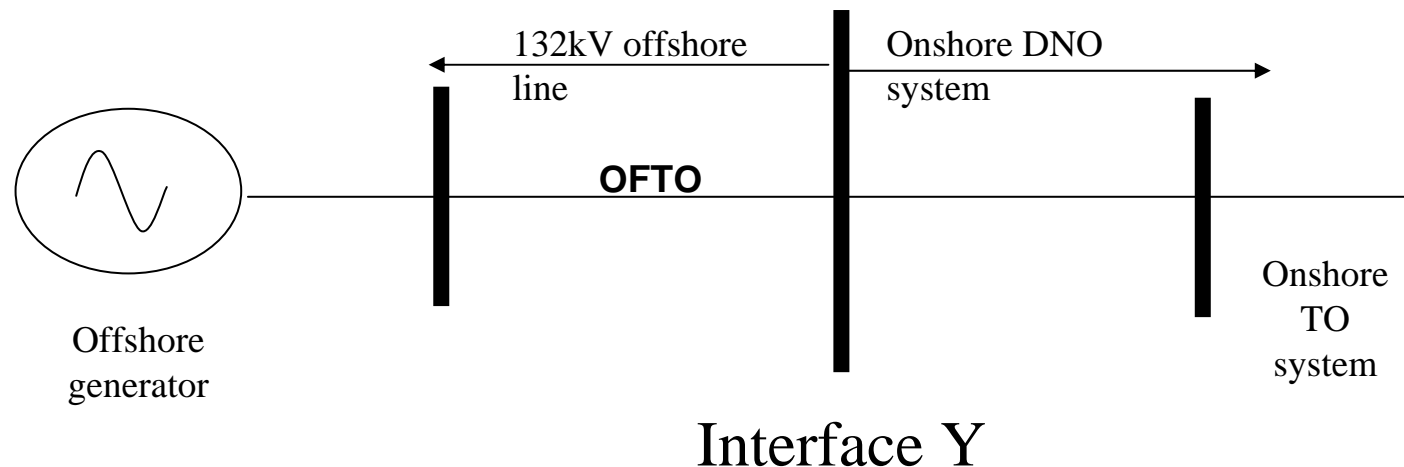 132kV offshore
line
Onshore DNO
system
OFTO
Offshore
generator
Onshore
TO
system
Interface Y